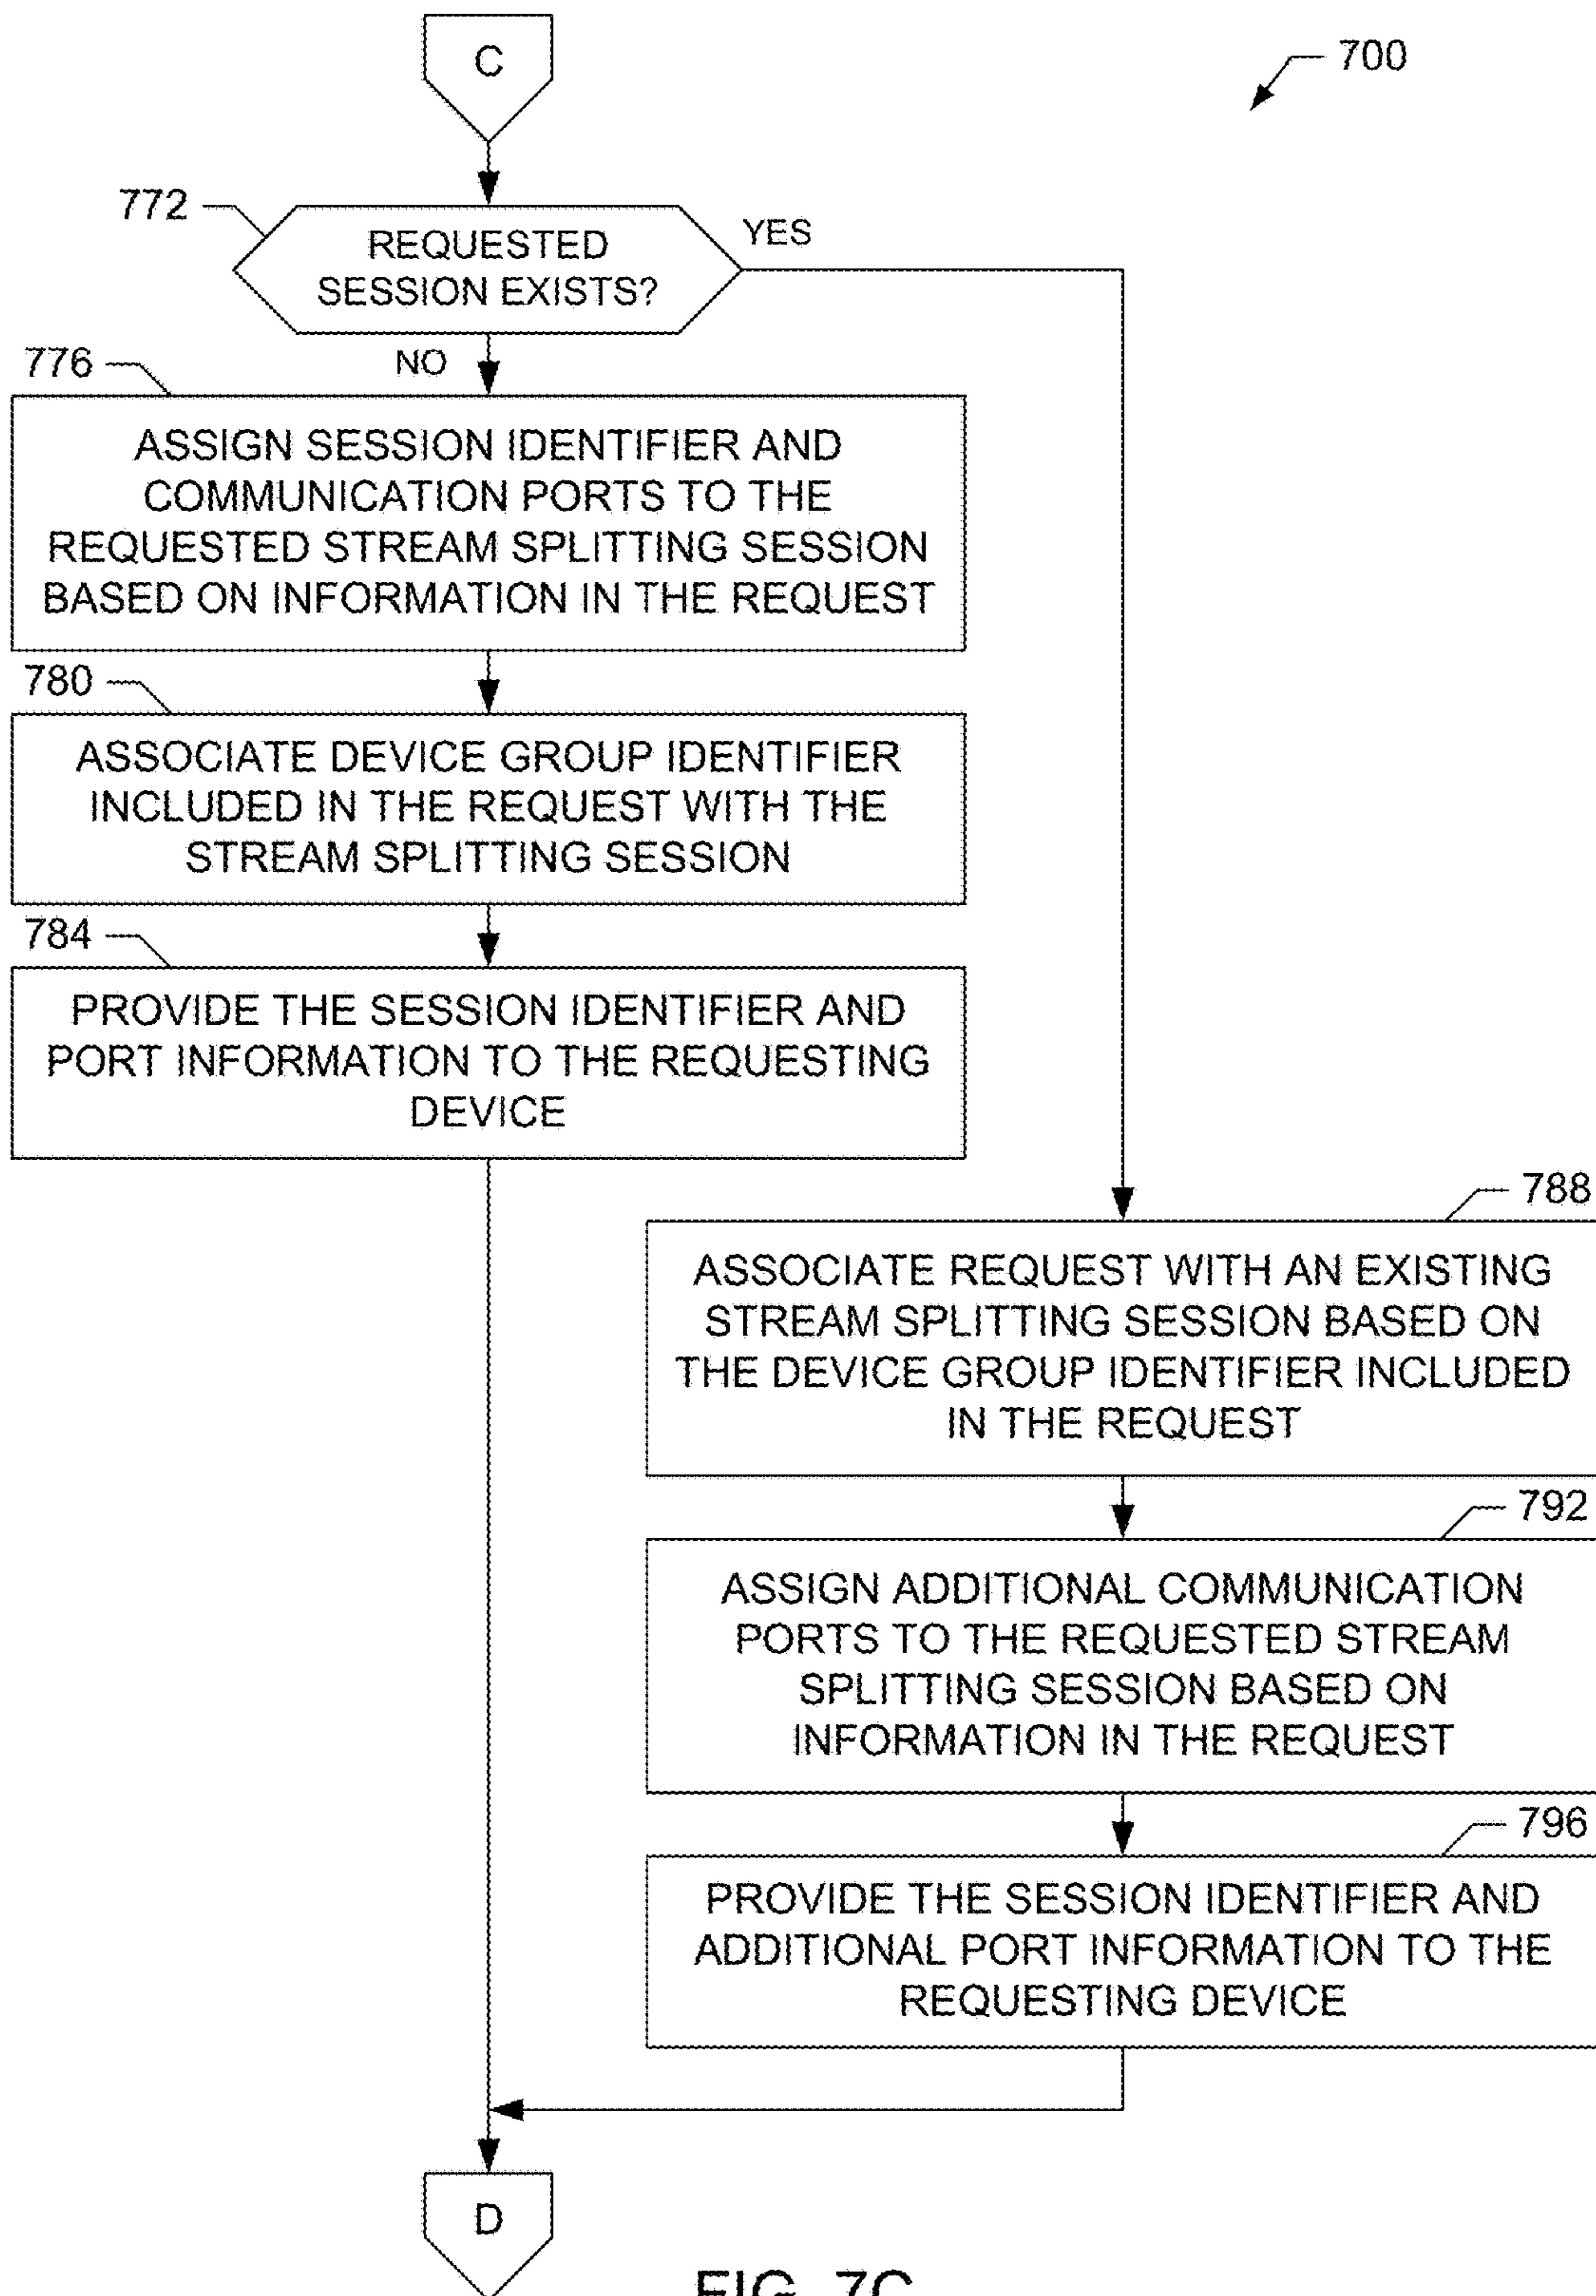 C
700
772
REQUESTED
SESSION EXISTS?
YES
NO
776
ASSIGN SESSION IDENTIFIER AND
COMMUNICATION PORTS TO THE
REQUESTED STREAM SPLITTING SESSION
BASED ON INFORMATION IN THE REQUEST
780
ASSOCIATE DEVICE GROUP IDENTIFIER
INCLUDED IN THE REQUEST WITH THE
STREAM SPLITTING SESSION
784
PROVIDE THE SESSION IDENTIFIER AND
PORT INFORMATION TO THE REQUESTING
DEVICE
788
ASSOCIATE REQUEST WITH AN EXISTING
STREAM SPLITTING SESSION BASED ON
THE DEVICE GROUP IDENTIFIER INCLUDED
IN THE REQUEST
792
ASSIGN ADDITIONAL COMMUNICATION
PORTS TO THE REQUESTED STREAM
SPLITTING SESSION BASED ON
INFORMATION IN THE REQUEST
796
PROVIDE THE SESSION IDENTIFIER AND
ADDITIONAL PORT INFORMATION TO THE
REQUESTING DEVICE
D
FIG. 7C